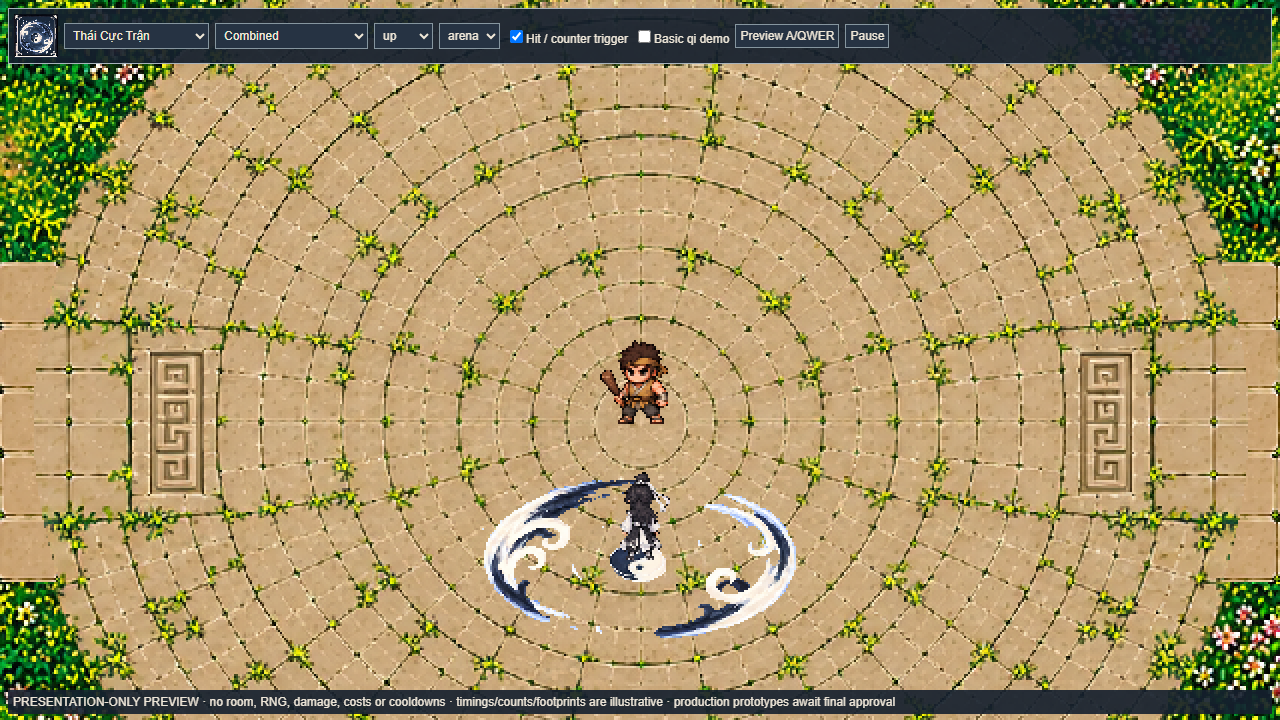 Thái Cực Trận Combined up arena Hit / counter trigger Basic qi demo Preview A/QWER Pause
PRESENTATION-ONLY PREVIEW · no room, RNG, damage, costs or cooldowns · timings/counts/footprints are illustrative · production prototypes await final approval